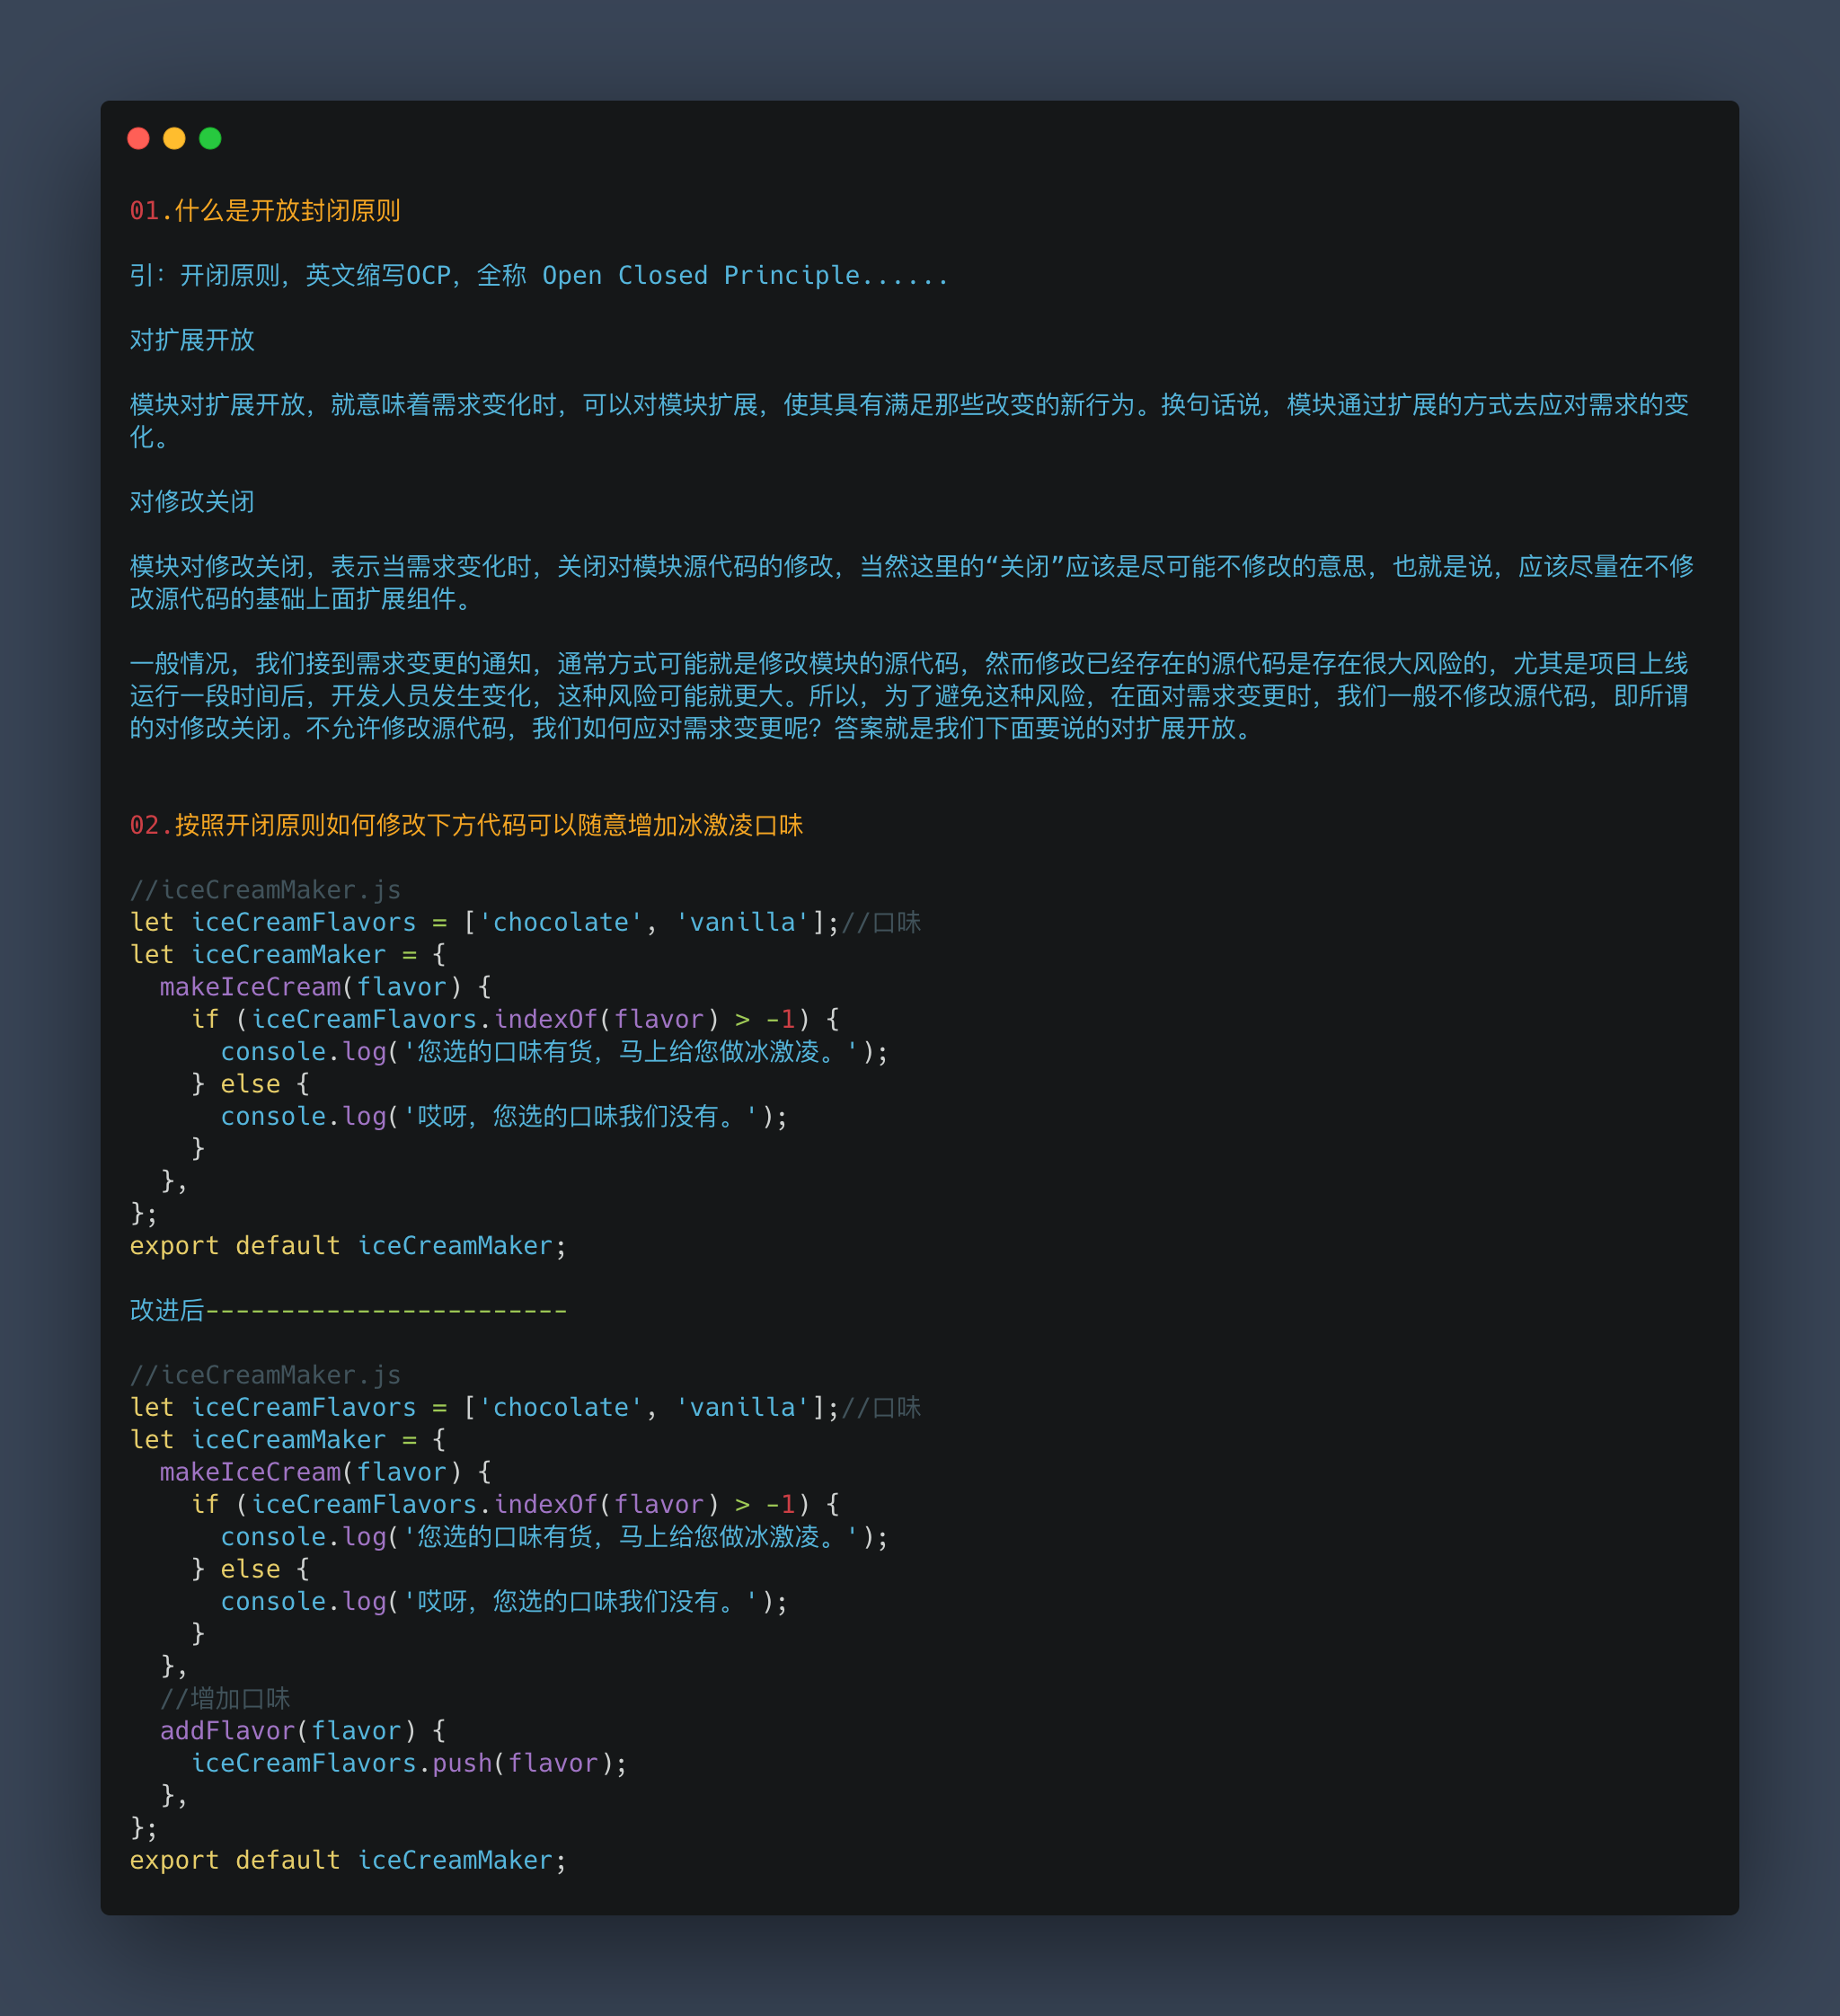 01.什么是开放封闭原则
引：开闭原则，英文缩写OCP，全称 Open Closed Principle......
对扩展开放
模块对扩展开放，就意味着需求变化时，可以对模块扩展，使其具有满足那些改变的新行为。换句话说，模块通过扩展的方式去应对需求的变
化。
对修改关闭
模块对修改关闭，表示当需求变化时，关闭对模块源代码的修改，当然这里的“关闭”应该是尽可能不修改的意思，也就是说，应该尽量在不修
改源代码的基础上面扩展组件。
一般情况，我们接到需求变更的通知，通常方式可能就是修改模块的源代码，然而修改已经存在的源代码是存在很大风险的，尤其是项目上线
运行一段时间后，开发人员发生变化，这种风险可能就更大。所以，为了避免这种风险，在面对需求变更时，我们一般不修改源代码，即所谓
的对修改关闭。不允许修改源代码，我们如何应对需求变更呢？答案就是我们下面要说的对扩展开放。
02.按照开闭原则如何修改下方代码可以随意增加冰激凌口味
//iceCreamMaker.js
let iceCreamFlavors = ['chocolate', 'vanilla'];//口味
let iceCreamMaker = {
  makeIceCream(flavor) {
    if (iceCreamFlavors.indexOf(flavor) > -1) {
      console.log('您选的口味有货，马上给您做冰激凌。');
    } else {
      console.log('哎呀，您选的口味我们没有。');
    }
  },
};
export default iceCreamMaker;
改进后------------------------
//iceCreamMaker.js
let iceCreamFlavors = ['chocolate', 'vanilla'];//口味
let iceCreamMaker = {
  makeIceCream(flavor) {
    if (iceCreamFlavors.indexOf(flavor) > -1) {
      console.log('您选的口味有货，马上给您做冰激凌。');
    } else {
      console.log('哎呀，您选的口味我们没有。');
    }
  },
  //增加口味
  addFlavor(flavor) {
    iceCreamFlavors.push(flavor);
  },
};
export default iceCreamMaker;